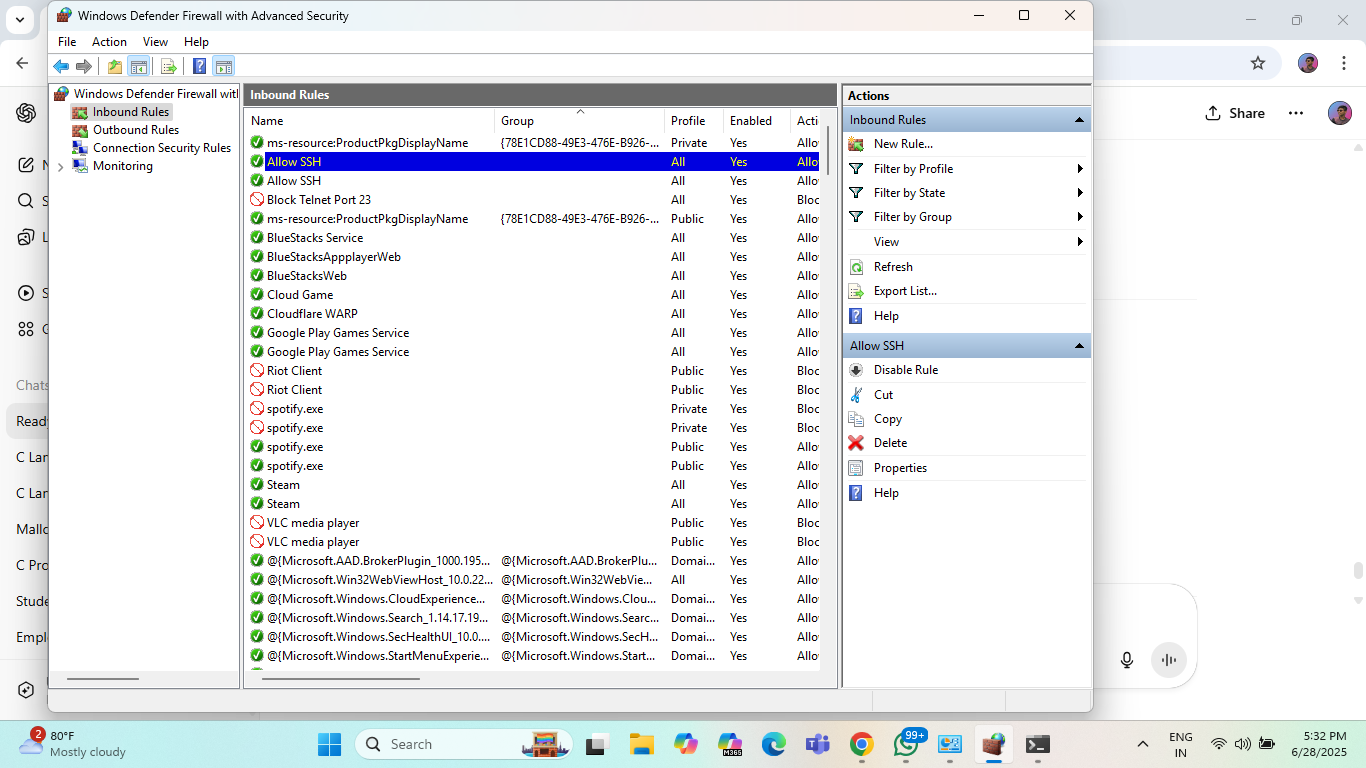 Windows Defender Firewall with Advanced Security
File Action View Help
Windows Defender Firewall wit
Inbound Rules
Outbound Rules
Connection Security Rules
Monitoring
Inbound Rules
Name Group Profile Enabled Acti
ms-resource:ProductPkgDisplayName {78E1CD88-49E3-476E-B926-... Private Yes Allo
Allow SSH All Yes Allo
Allow SSH All Yes Allo
Block Telnet Port 23 All Yes Bloc
ms-resource:ProductPkgDisplayName {78E1CD88-49E3-476E-B926-... Public Yes Allo
BlueStacks Service All Yes Allo
BlueStacksAppplayerWeb All Yes Allo
BlueStacksWeb All Yes Allo
Cloud Game All Yes Allo
Cloudflare WARP All Yes Allo
Google Play Games Service All Yes Allo
Google Play Games Service All Yes Allo
Riot Client Public Yes Bloc
Riot Client Public Yes Bloc
spotify.exe Private Yes Bloc
spotify.exe Private Yes Bloc
spotify.exe Public Yes Allo
spotify.exe Public Yes Allo
Steam All Yes Allo
Steam All Yes Allo
VLC media player Public Yes Bloc
VLC media player Public Yes Bloc
@{Microsoft.AAD.BrokerPlugin_1000.195... @{Microsoft.AAD.BrokerPlu... Domai... Yes Allo
@{Microsoft.Win32WebViewHost_10.0.22... @{Microsoft.Win32WebVie... All Yes Allo
@{Microsoft.Windows.CloudExperience... @{Microsoft.Windows.Clou... Domai... Yes Allo
@{Microsoft.Windows.Search_1.14.17.19... @{Microsoft.Windows.Searc... Domai... Yes Allo
@{Microsoft.Windows.SecHealthUI_10.0.... @{Microsoft.Windows.SecH... Domai... Yes Allo
@{Microsoft.Windows.StartMenuExperie... @{Microsoft.Windows.Start... Domai... Yes Allo
Actions
Inbound Rules
New Rule...
Filter by Profile
Filter by State
Filter by Group
View
Refresh
Export List...
Help
Allow SSH
Disable Rule
Cut
Copy
Delete
Properties
Help
Share
Chats
Ready
C Lar
C Lar
Mallo
C Pro
Stude
Empl
2
80°F
Mostly cloudy
Search
M365
99+
ENG
IN
5:32 PM
6/28/2025